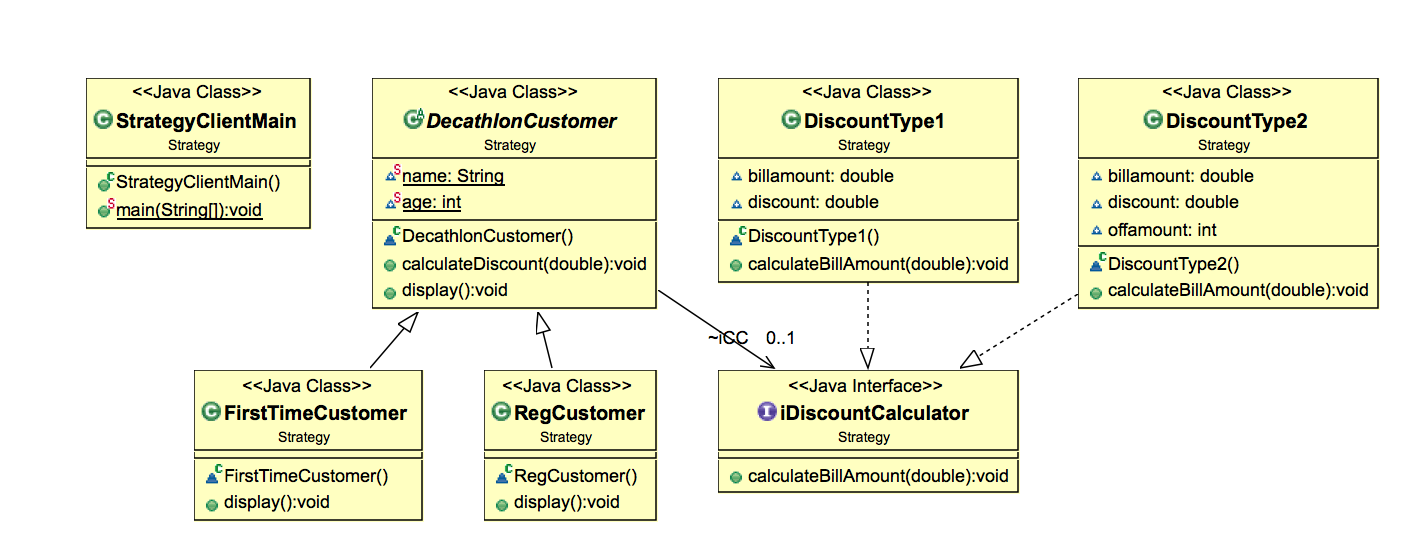 <<Java Class>>
StrategyClientMain
Strategy
StrategyClientMain()
main(String[]):void
<<Java Class>>
DecathlonCustomer
Strategy
name: String
age: int
DecathlonCustomer()
calculateDiscount(double):void
display():void
<<Java Class>>
DiscountType1
Strategy
billamount: double
discount: double
DiscountType1()
calculateBillAmount(double):void
<<Java Class>>
DiscountType2
Strategy
billamount: double
discount: double
offamount: int
DiscountType2()
calculateBillAmount(double):void
~iCC 0..1
<<Java Class>>
FirstTimeCustomer
Strategy
FirstTimeCustomer()
display():void
<<Java Class>>
RegCustomer
Strategy
RegCustomer()
display():void
<<Java Interface>>
iDiscountCalculator
Strategy
calculateBillAmount(double):void